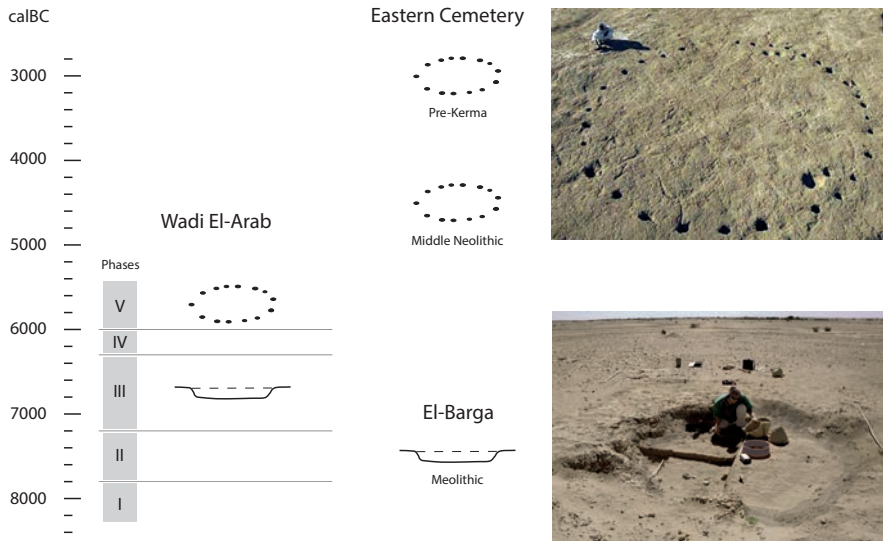 calBC
Eastern Cemetery
3000
Pre-Kerma
4000
Wadi El-Arab
Middle Neolithic
5000
Phases
V
6000
IV
III
7000
El-Barga
II
Meolithic
8000
I